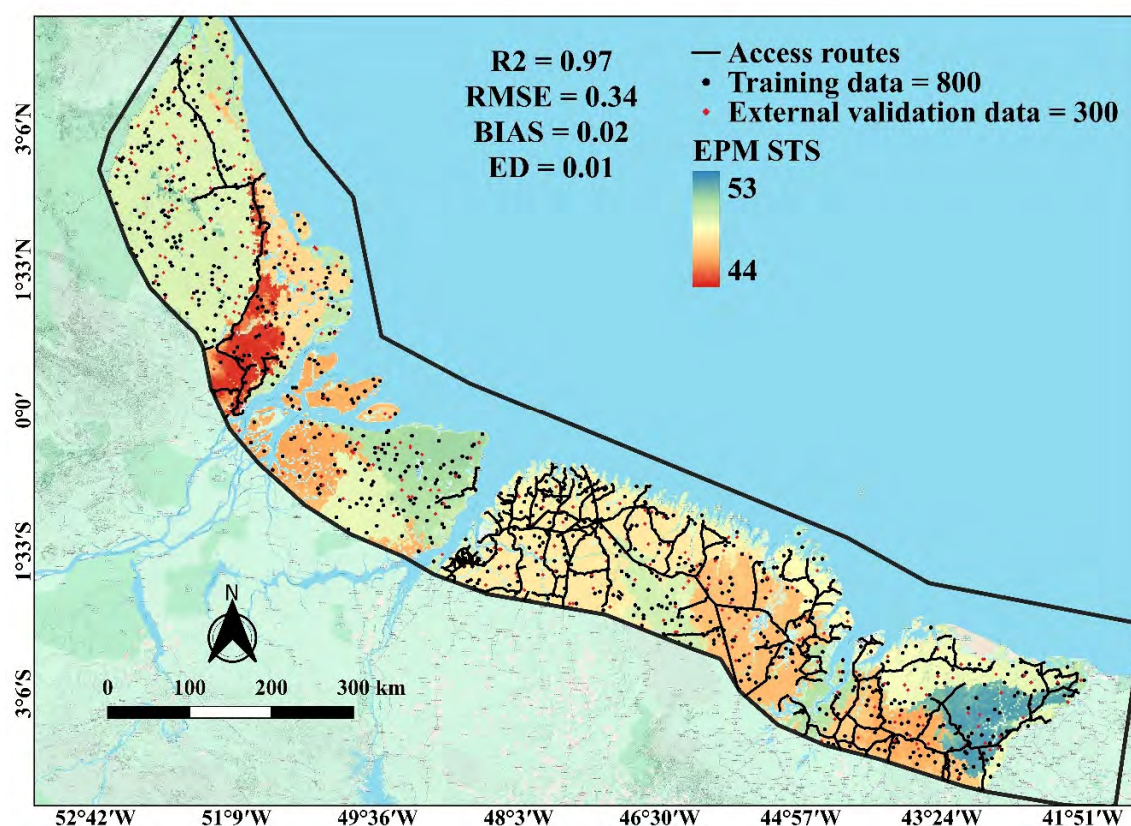 R2 = 0.97
RMSE = 0.34
BIAS = 0.02
ED = 0.01
Access routes
Training data = 800
External validation data = 300
EPM STS
53
44
3°6′N
1°33′N
0°0′
1°33′S
3°6′S
N
0 100 200 300 km
52°42′W 51°9′W 49°36′W 48°3′W 46°30′W 44°57′W 43°24′W 41°51′W